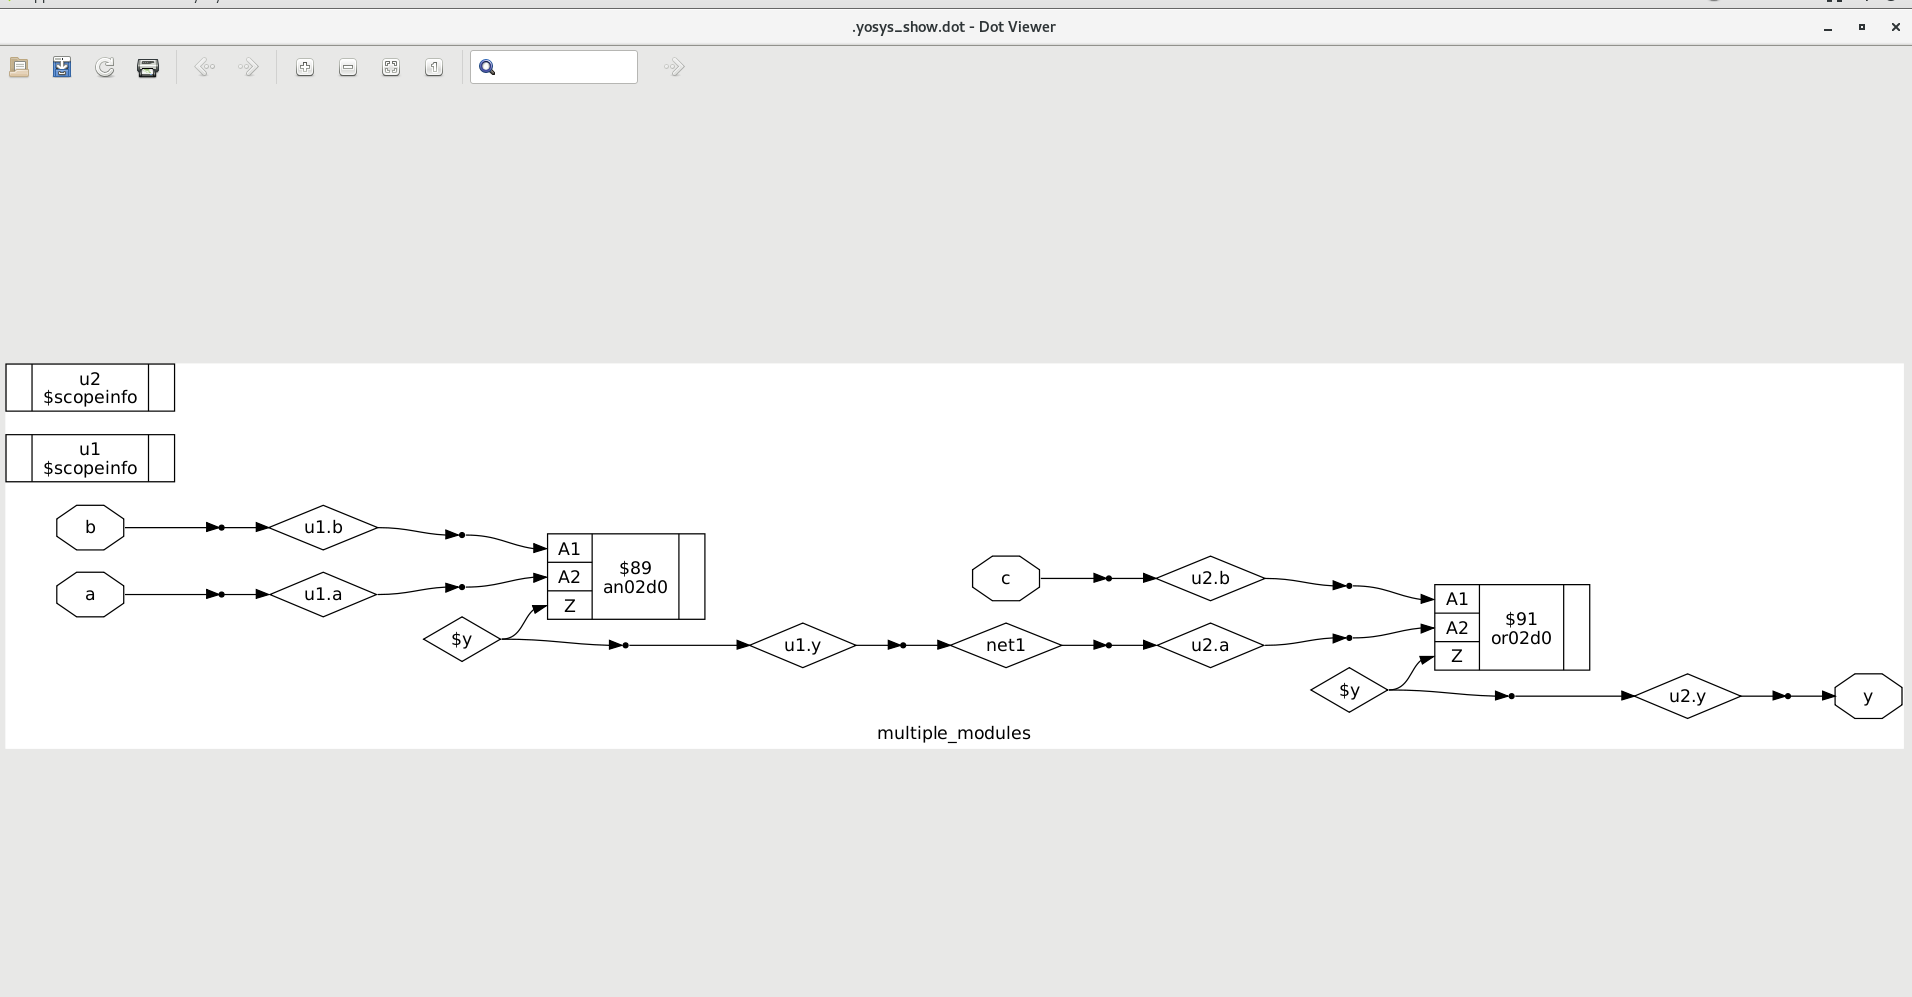 .yosys_show.dot - Dot Viewer
1
u2
$scopeinfo
u1
$scopeinfo
b
u1.b
A1
$89
an02d0
A2
Z
a
u1.a
$y
u1.y
net1
c
u2.b
u2.a
A1
$91
or02d0
A2
Z
$y
u2.y
y
multiple_modules